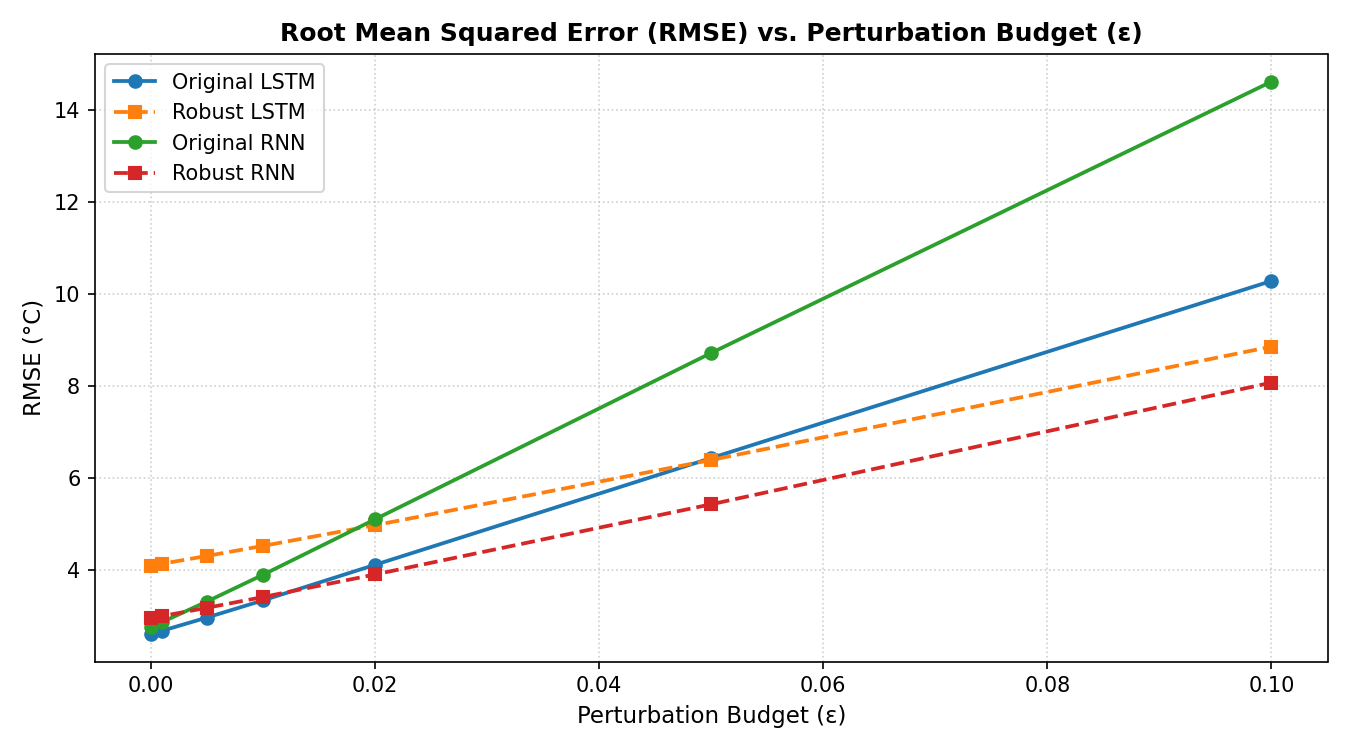 Root Mean Squared Error (RMSE) vs. Perturbation Budget (ε)
Original LSTM
Robust LSTM
Original RNN
Robust RNN
RMSE (°C)
14
12
10
8
6
4
0.00 0.02 0.04 0.06 0.08 0.10
Perturbation Budget (ε)